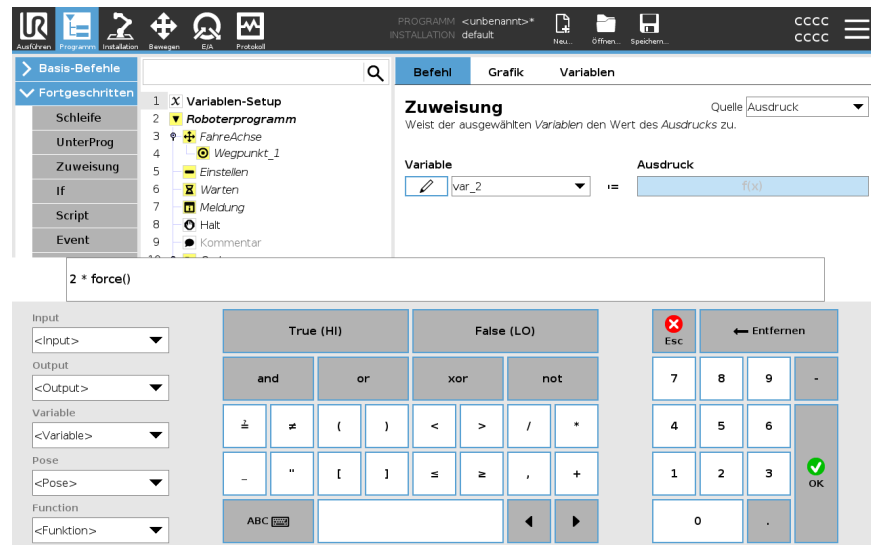 PROGRAMM <unbenannt>*
INSTALLATION default
UR
Ausführen Programm Installation Bewegen E/A Protokoll Neu... Öffnen... Speichern...
CCCC
CCCC
Basis-Befehle
Fortgeschritten
Schleife
UnterProg
Zuweisung
If
Script
Event
1 X Variablen-Setup
2 Roboterprogramm
3 FahreAchse
4 Wegpunkt_1
5 Einstellen
6 Warten
7 Meldung
8 Halt
9 Kommentar
Befehl Grafik Variablen
Zuweisung
Quelle Ausdruck
Weist der ausgewählten Variablen den Wert des Ausdrucks zu.
Variable Ausdruck
var_2 := f(x)
2 * force()
Input
<Input>
Output
<Output>
Variable
<Variable>
Pose
<Pose>
Function
<Funktion>
True (HI) False (LO)
and or xor not
≟ ≠ ( ) < > / *
_ " [ ] ≤ ≥ , +
ABC
Esc Entfernen
7 8 9 -
4 5 6
1 2 3 OK
0 .